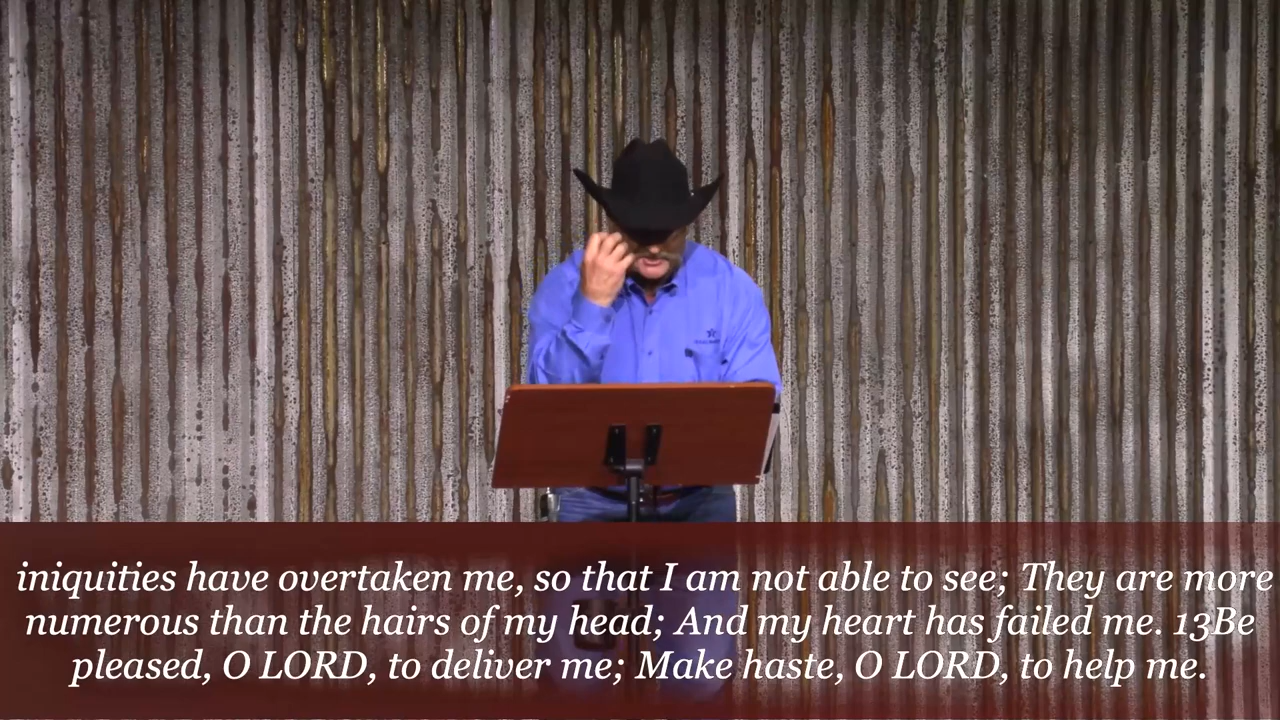 iniquities have overtaken me, so that I am not able to see; They are more
numerous than the hairs of my head; And my heart has failed me. 13Be
pleased, O LORD, to deliver me; Make haste, O LORD, to help me.